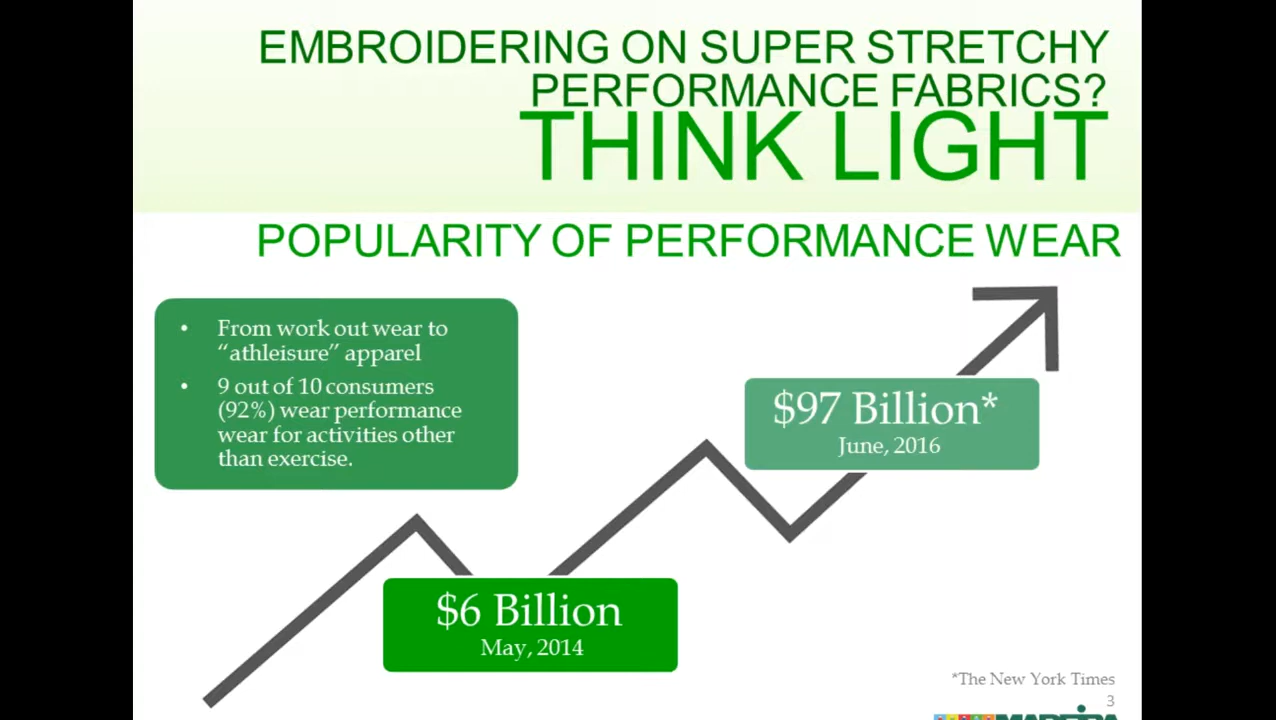 EMBROIDERING ON SUPER STRETCHY
PERFORMANCE FABRICS?
THINK LIGHT
POPULARITY OF PERFORMANCE WEAR
• From work out wear to
“athleisure” apparel
• 9 out of 10 consumers
(92%) wear performance
wear for activities other
than exercise.
$97 Billion*
June, 2016
$6 Billion
May, 2014
*The New York Times
3
MADEIRA